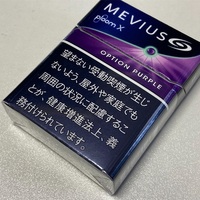 MEVIUS
ploom X
OPTION PURPLE
望まない受動喫煙が生じ
ないよう、屋外や家庭でも
周囲の状況に配慮するこ
とが、健康増進法上、義
務付けられています。